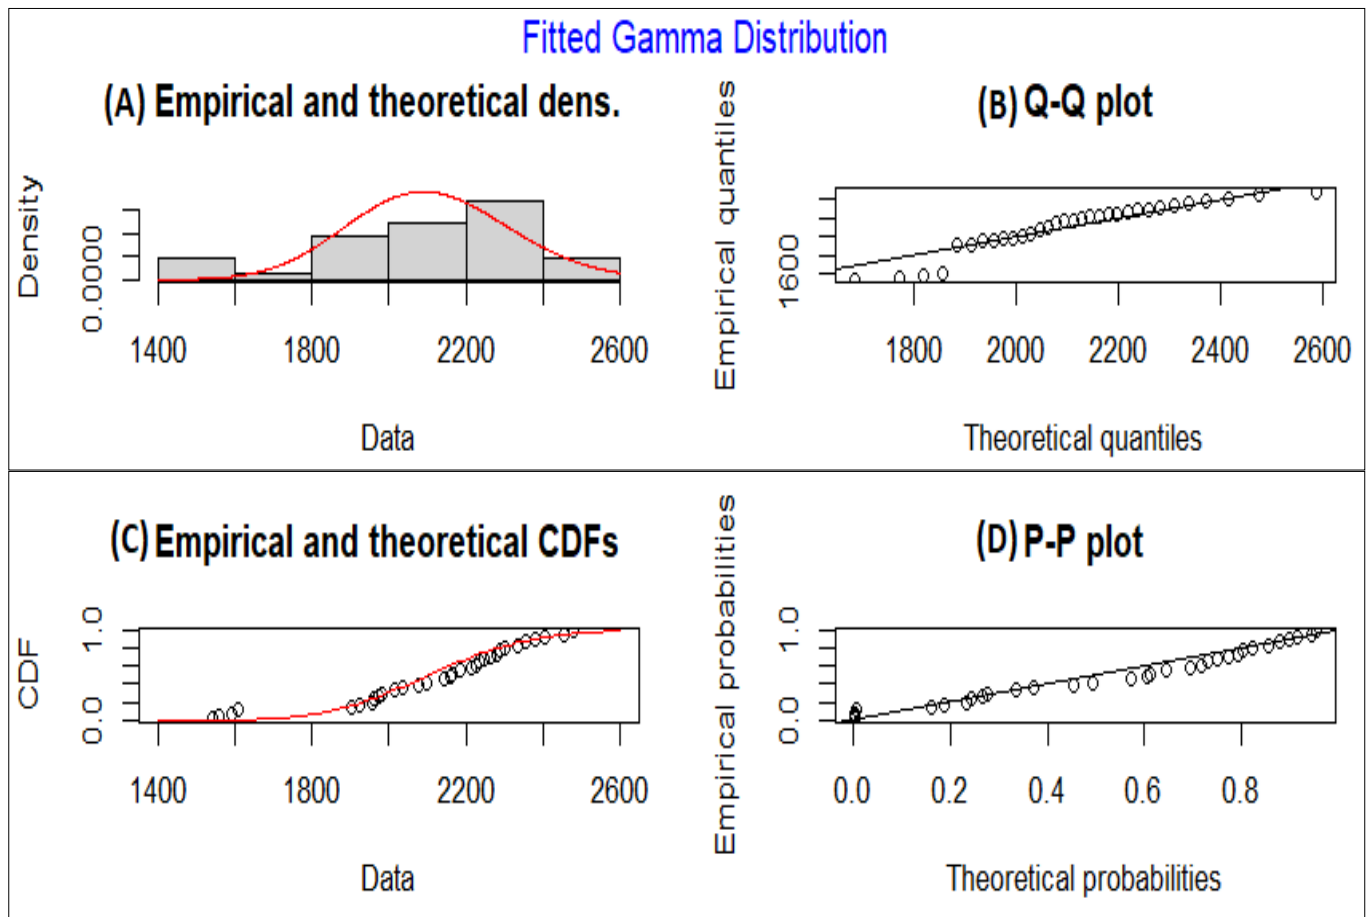 Fitted Gamma Distribution
(A) Empirical and theoretical dens.
Density
0.0000
1400 1800 2200 2600
Data
(B) Q-Q plot
Empirical quantiles
1600
1800 2000 2200 2400 2600
Theoretical quantiles
(C) Empirical and theoretical CDFs
CDF
0.0 1.0
1400 1800 2200 2600
Data
(D) P-P plot
Empirical probabilities
0.0 1.0
0.0 0.2 0.4 0.6 0.8
Theoretical probabilities